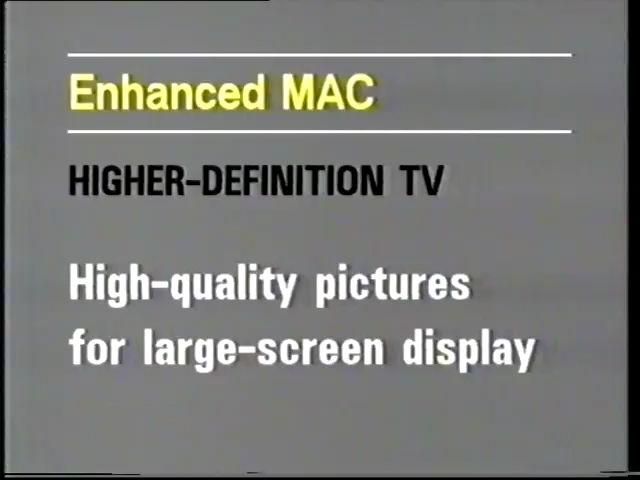 Enhanced MAC
HIGHER-DEFINITION TV
High-quality pictures
for large-screen display